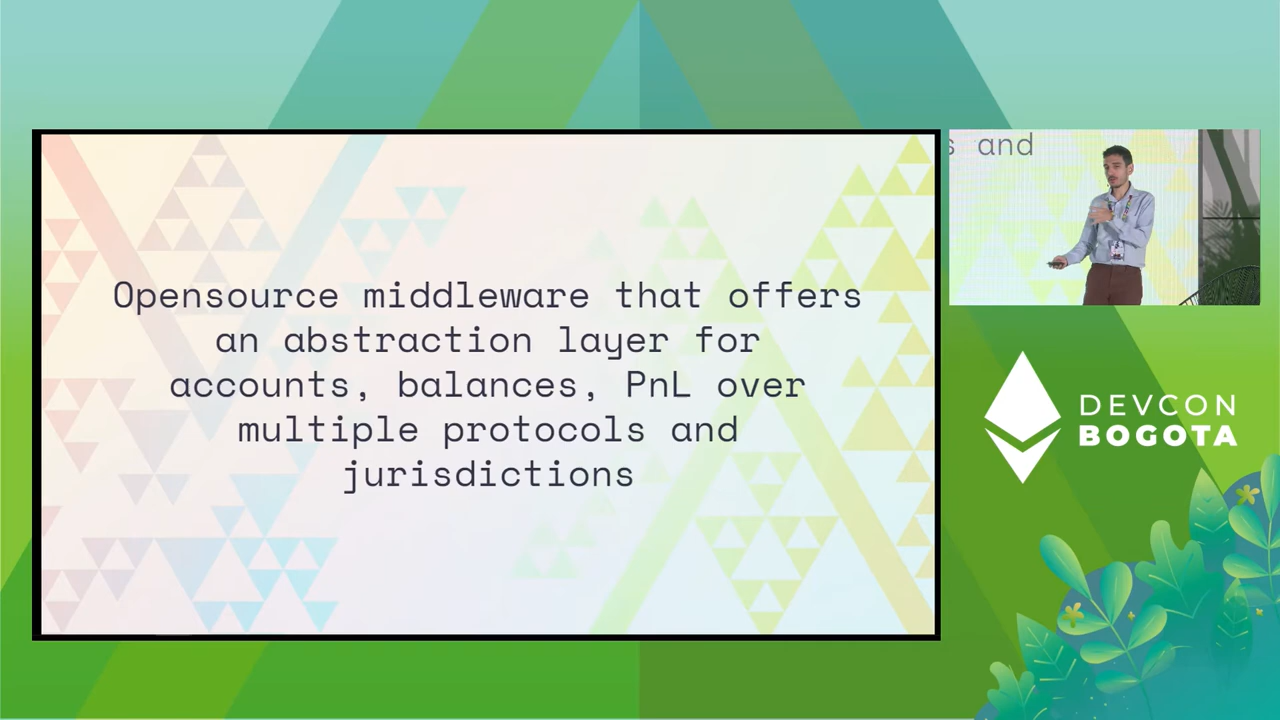 Opensource middleware that offers
an abstraction layer for
accounts, balances, PnL over
multiple protocols and
jurisdictions
s and
DEVCON
BOGOTA